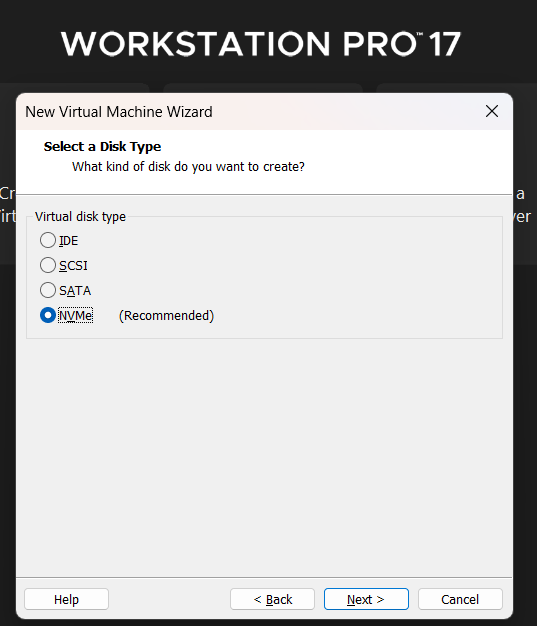 WORKSTATION PRO™ 17
New Virtual Machine Wizard
Select a Disk Type
What kind of disk do you want to create?
Cr
a
irt
ver
Virtual disk type
IDE
SCSI
SATA
NVMe (Recommended)
Help
< Back
Next >
Cancel